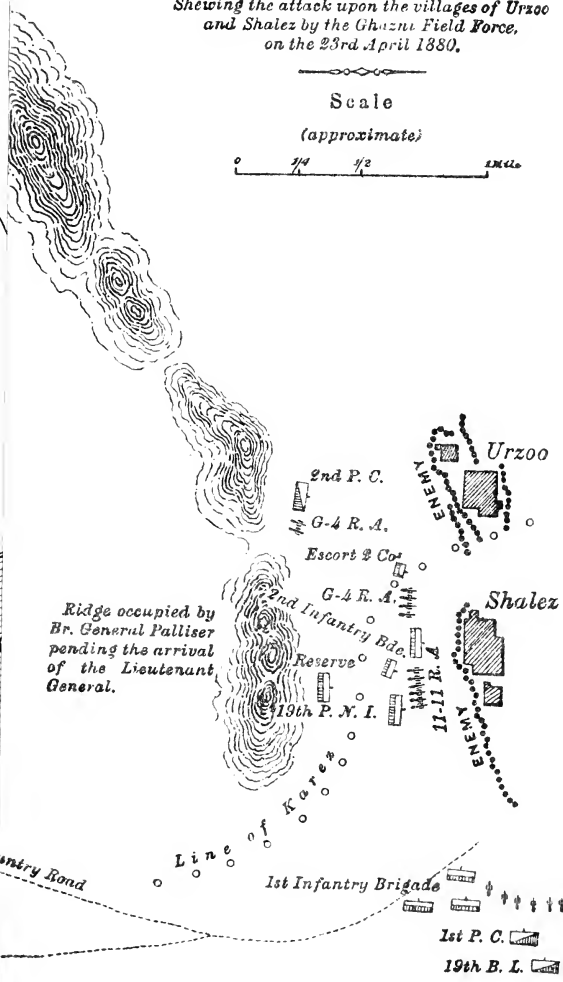 Shewing the attack upon the villages of Urzoo
and Shalez by the Ghazni Field Force,
on the 23rd April 1880.
Scale
(approximate)
0 1/4 1/2 1 Mile
Urzoo
ENEMY
2nd P. C.
G-4 R. A.
Escort 2 Cos
G-4 R. A.
2nd Infantry Bde.
Shalez
Ridge occupied by
Br. General Palliser
pending the arrival
of the Lieutenant
General.
Reserve
11-11 R. A
19th P. N. I.
ENEMY
Line of Karez
ntry Road
1st Infantry Brigade
1st P. C.
19th B. L.